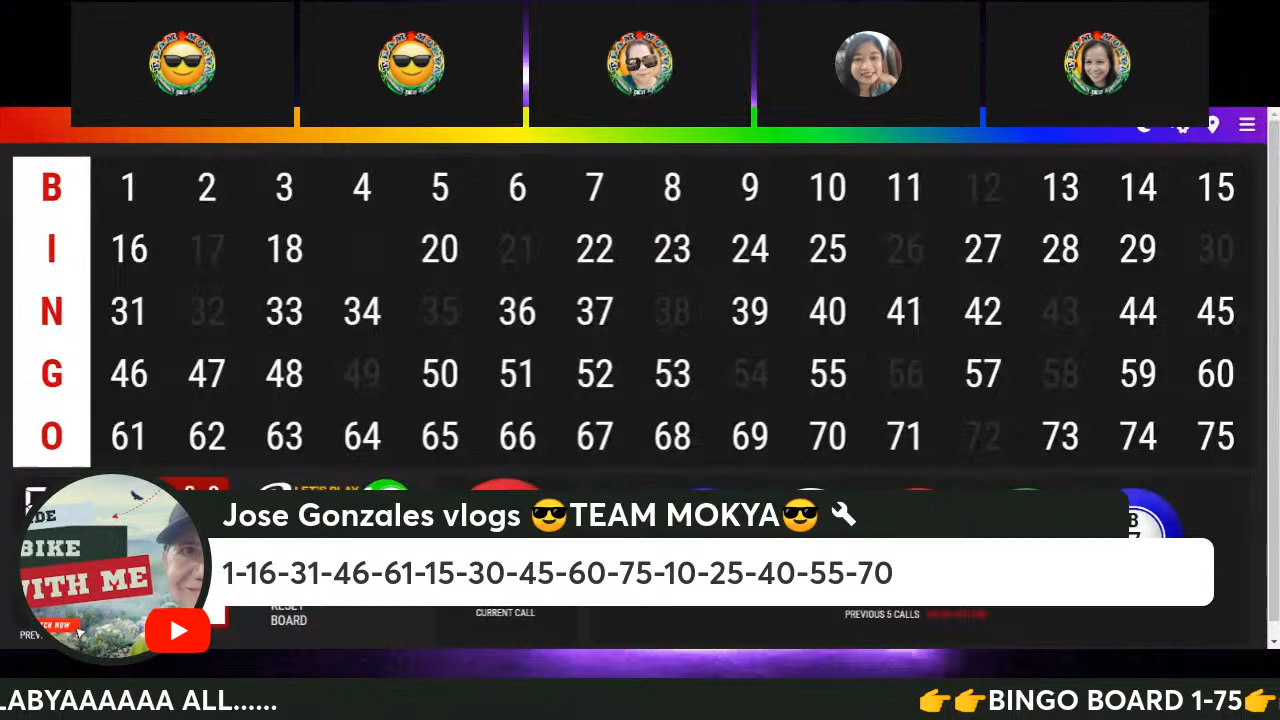 B 1 2 3 4 5 6 7 8 9 10 11 12 13 14 15
I 16 17 18 20 21 22 23 24 25 26 27 28 29 30
N 31 32 33 34 35 36 37 38 39 40 41 42 43 44 45
G 46 47 48 49 50 51 52 53 54 55 56 57 58 59 60
O 61 62 63 64 65 66 67 68 69 70 71 72 73 74 75
LET'S PLAY
Jose Gonzales vlogs 😎TEAM MOKYA😎
B
1-16-31-46-61-15-30-45-60-75-10-25-40-55-70
BIKE
WITH ME
RESET
BOARD
CURRENT CALL
PREVIOUS 5 CALLS
LABYAAAAAA ALL......
👉👉BINGO BOARD 1-75👉